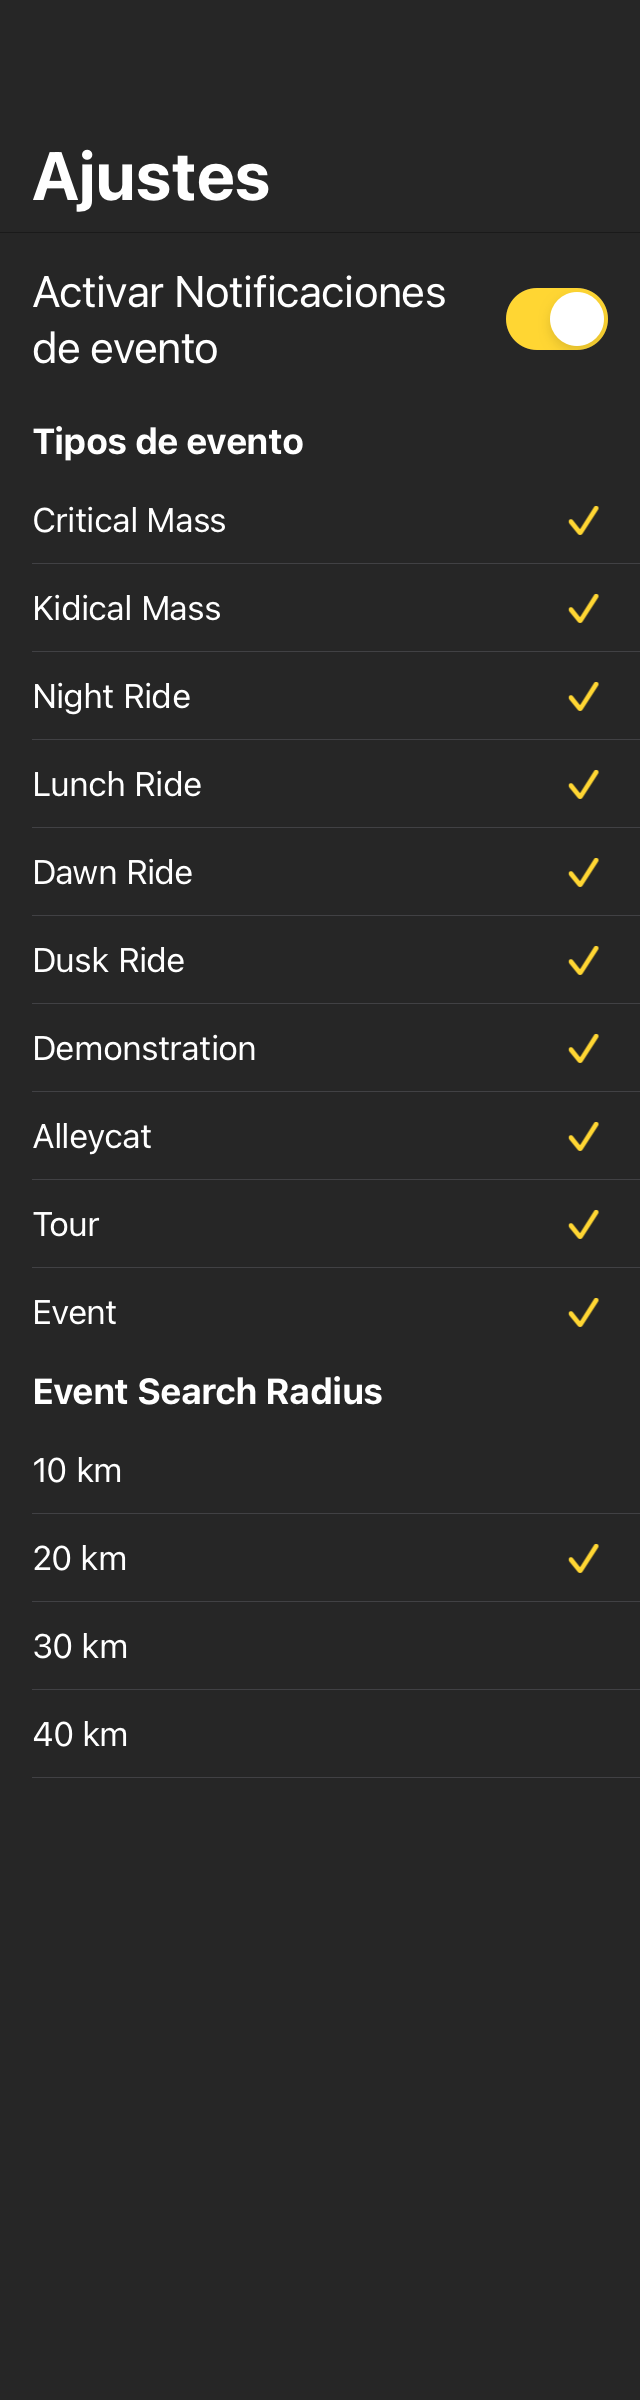 Ajustes
Activar Notificaciones
de evento
Tipos de evento
Critical Mass
Kidical Mass
Night Ride
Lunch Ride
Dawn Ride
Dusk Ride
Demonstration
Alleycat
Tour
Event
Event Search Radius
10 km
20 km
30 km
40 km